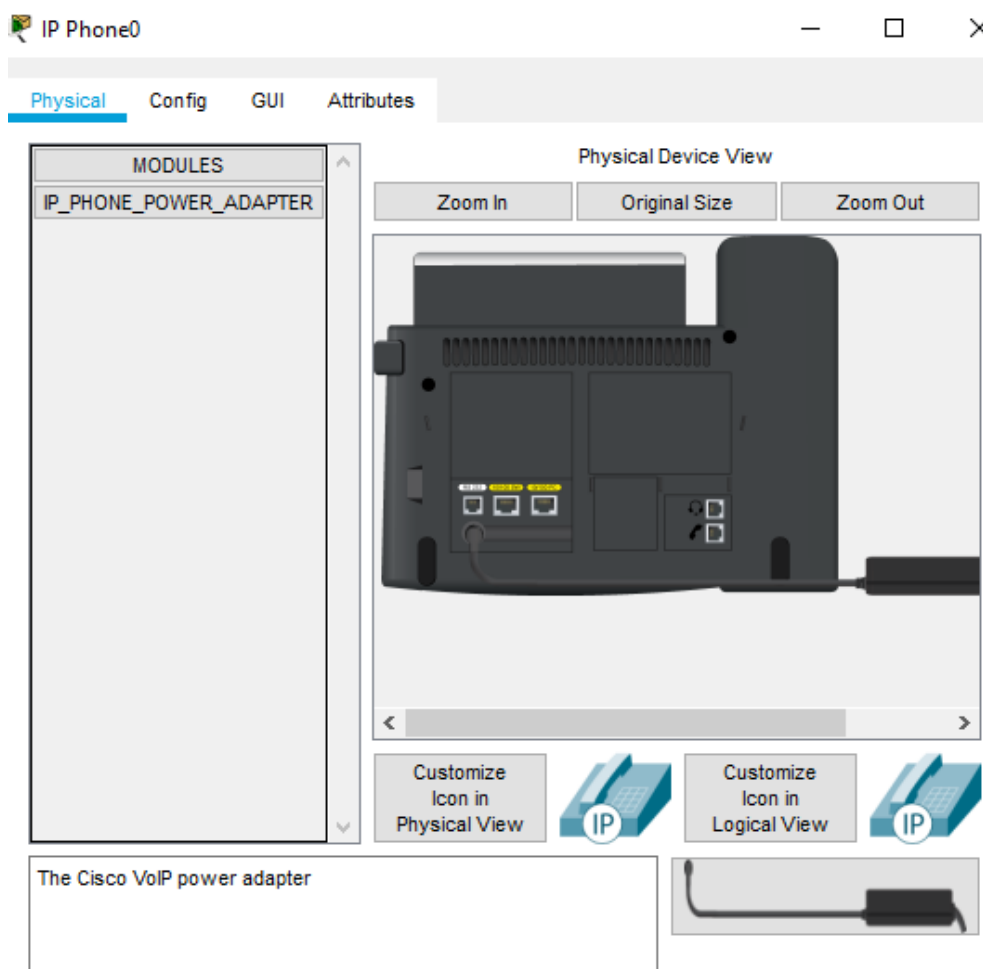 IP Phone0
Physical Config GUI Attributes
MODULES
IP_PHONE_POWER_ADAPTER
Physical Device View
Zoom In Original Size Zoom Out
Customize
Icon in
Physical View
IP
Customize
Icon in
Logical View
IP
The Cisco VoIP power adapter